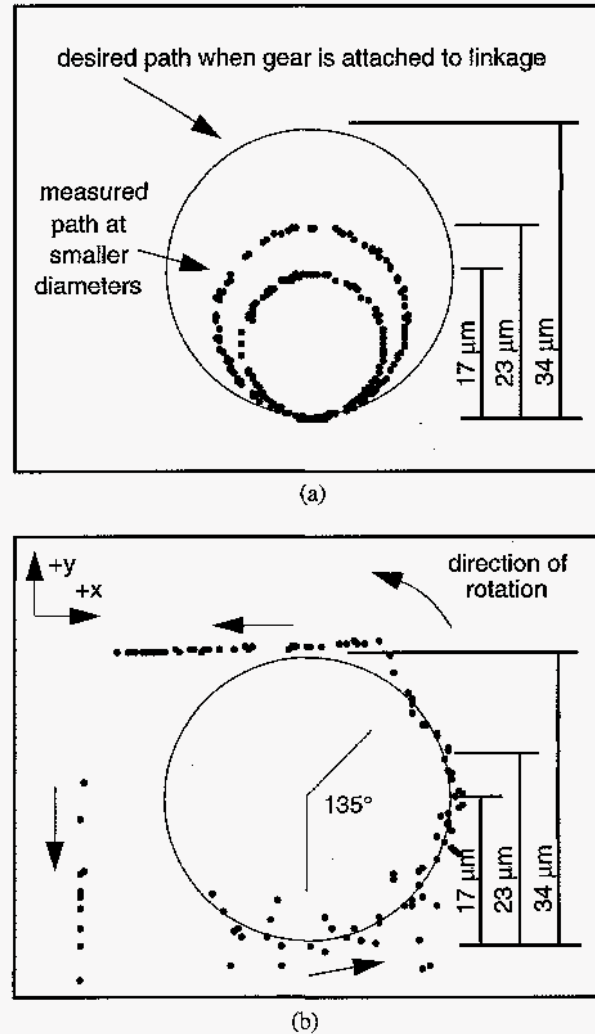 desired path when gear is attached to linkage
measured
path at
smaller
diameters
17 μm
23 μm
34 μm
(a)
+y
+x
direction of
rotation
135°
17 μm
23 μm
34 μm
(b)